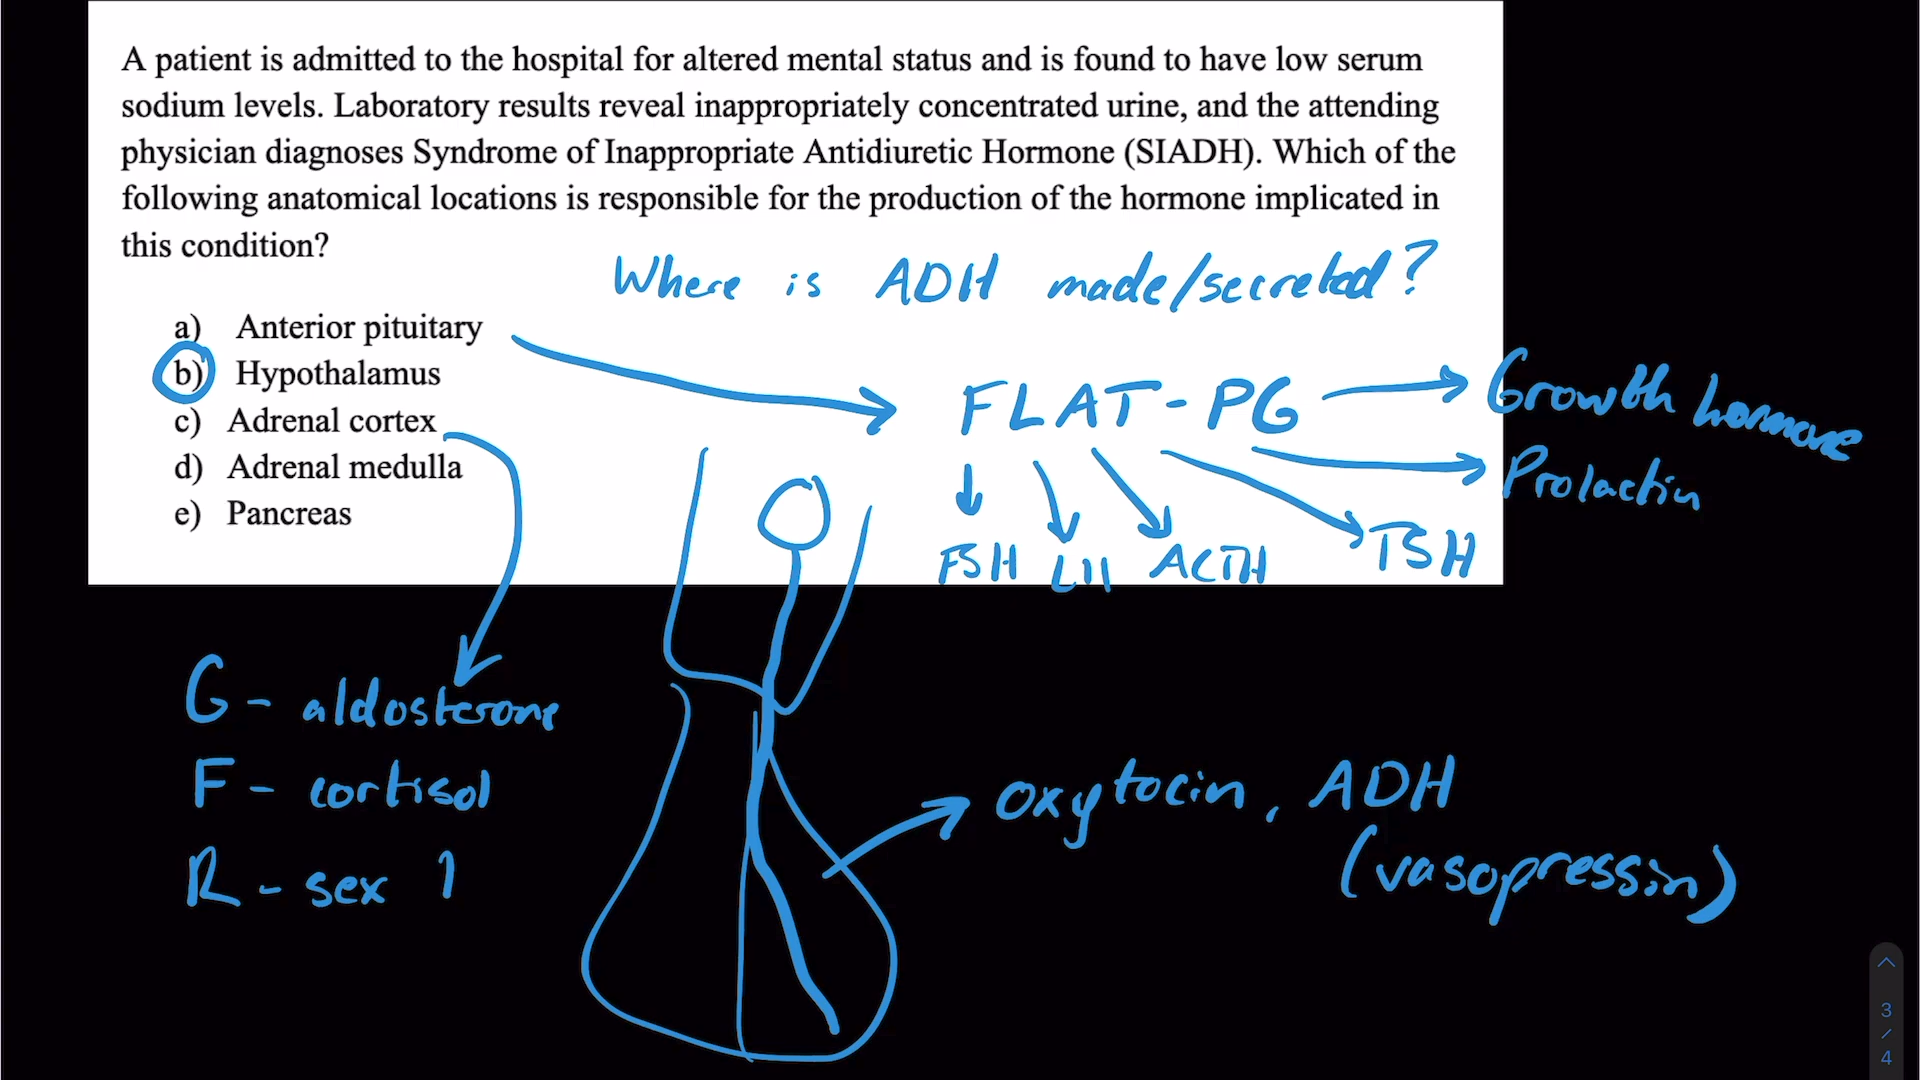 A patient is admitted to the hospital for altered mental status and is found to have low serum
sodium levels. Laboratory results reveal inappropriately concentrated urine, and the attending
physician diagnoses Syndrome of Inappropriate Antidiuretic Hormone (SIADH). Which of the
following anatomical locations is responsible for the production of the hormone implicated in
this condition?
Where is ADH made/secreted?
a) Anterior pituitary
b) Hypothalamus
c) Adrenal cortex
d) Adrenal medulla
e) Pancreas
FLAT-PG
Growth hormone
Prolactin
FSH LH ACTH TSH
G - aldosterone
F - cortisol
R - sex
oxytocin, ADH
(vasopressin)
3
/
4